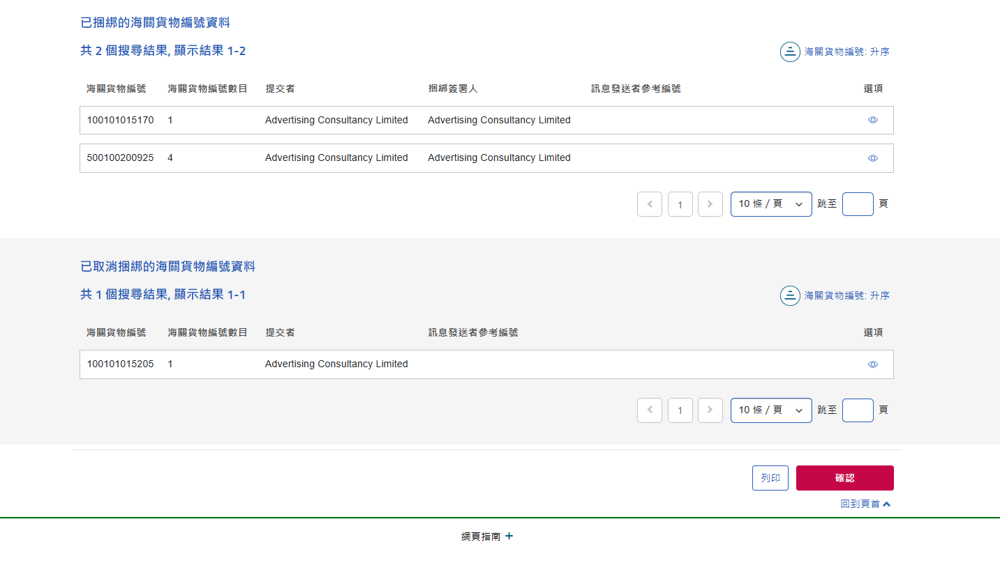 已捆綁的海關貨物編號資料
共 2 個搜尋結果, 顯示結果 1-2
海關貨物編號: 升序
海關貨物編號 海關貨物編號數目 提交者 捆綁簽署人 訊息發送者參考編號 選項
100101015170 1 Advertising Consultancy Limited Advertising Consultancy Limited
500100200925 4 Advertising Consultancy Limited Advertising Consultancy Limited
1 10 條 / 頁 跳至 頁
已取消捆綁的海關貨物編號資料
共 1 個搜尋結果, 顯示結果 1-1
海關貨物編號: 升序
海關貨物編號 海關貨物編號數目 提交者 訊息發送者參考編號 選項
100101015205 1 Advertising Consultancy Limited
1 10 條 / 頁 跳至 頁
列印 確認
回到頁首
網頁指南 +